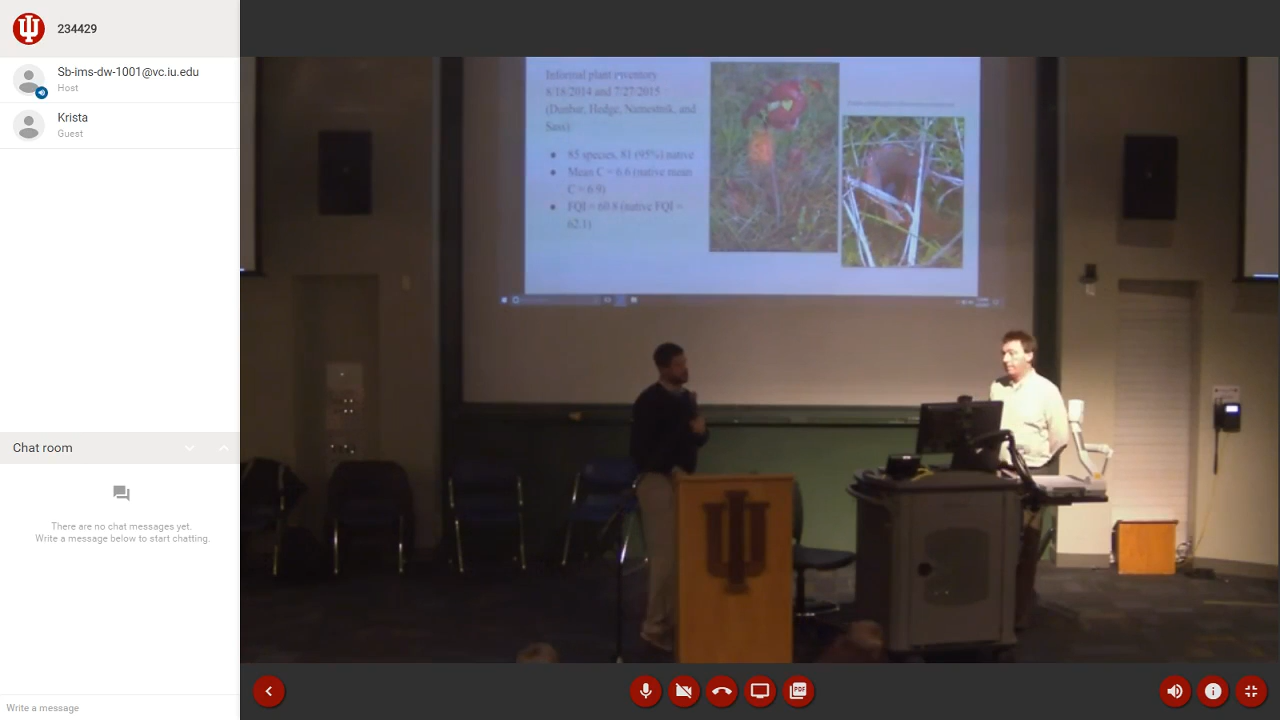 234429
Sb-ims-dw-1001@vc.iu.edu
Host
Krista
Guest
Chat room
There are no chat messages yet.
Write a message below to start chatting.
Write a message
Informal plant inventory
8/18/2014 and 7/27/2015
(Dunbar, Hedge, Namestnik, and
Sass)
● 85 species, 81 (95%) native
● Mean C = 6.6 (native mean
C = 6.9)
● FQI = 60.8 (native FQI =
62.1)
PDF